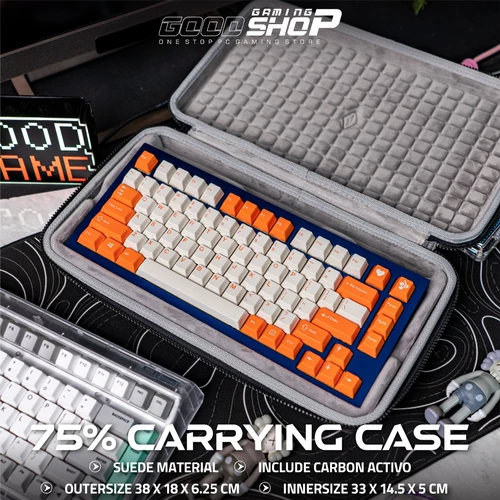 GOOD GAMING SHOP
ONE STOP PC GAMING STORE
OOD
AME
75% CARRYING CASE
SUEDE MATERIAL
INCLUDE CARBON ACTIVO
OUTERSIZE 38 X 18 X 6.25 CM
INNERSIZE 33 X 14.5 X 5 CM